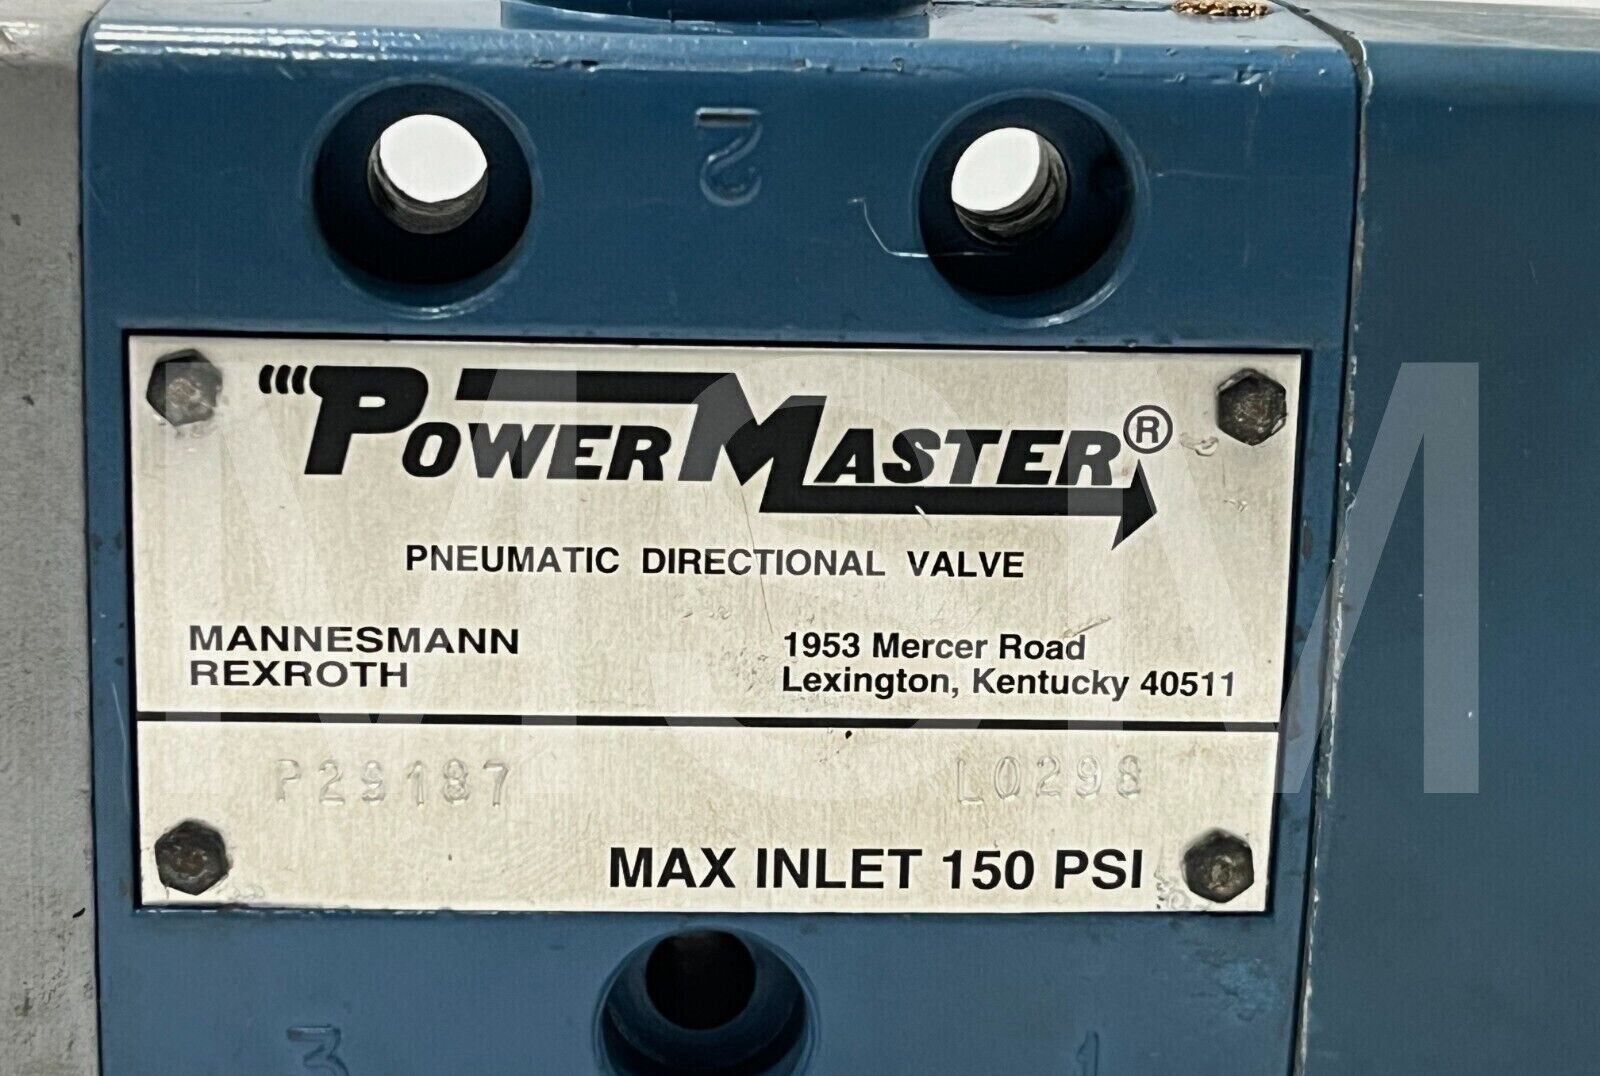 2
POWERMASTER®
PNEUMATIC DIRECTIONAL VALVE
MANNESMANN
REXROTH
1953 Mercer Road
Lexington, Kentucky 40511
P29187
L0298
MAX INLET 150 PSI
3
1
MSM